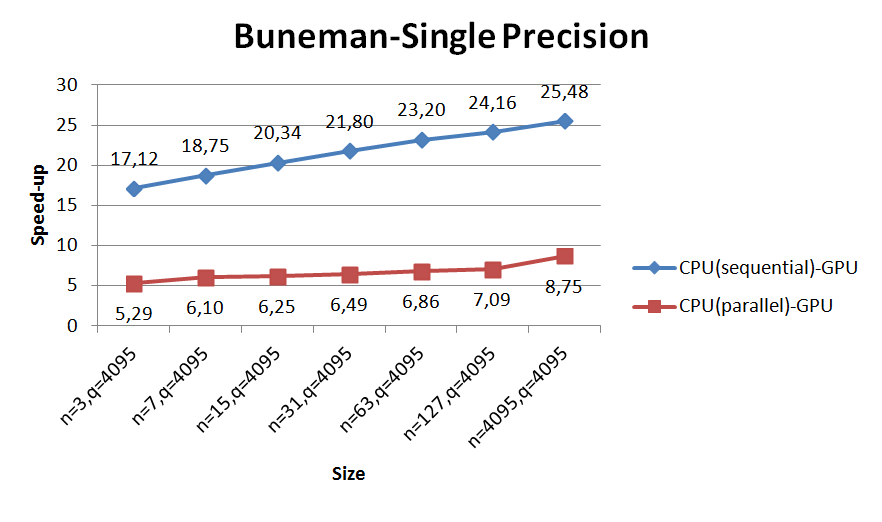 Buneman-Single Precision
Speed-up
30
25
20
15
10
5
0
17,12
18,75
20,34
21,80
23,20
24,16
25,48
5,29
6,10
6,25
6,49
6,86
7,09
8,75
n=3,q=4095
n=7,q=4095
n=15,q=4095
n=31,q=4095
n=63,q=4095
n=127,q=4095
n=4095,q=4095
Size
CPU(sequential)-GPU
CPU(parallel)-GPU